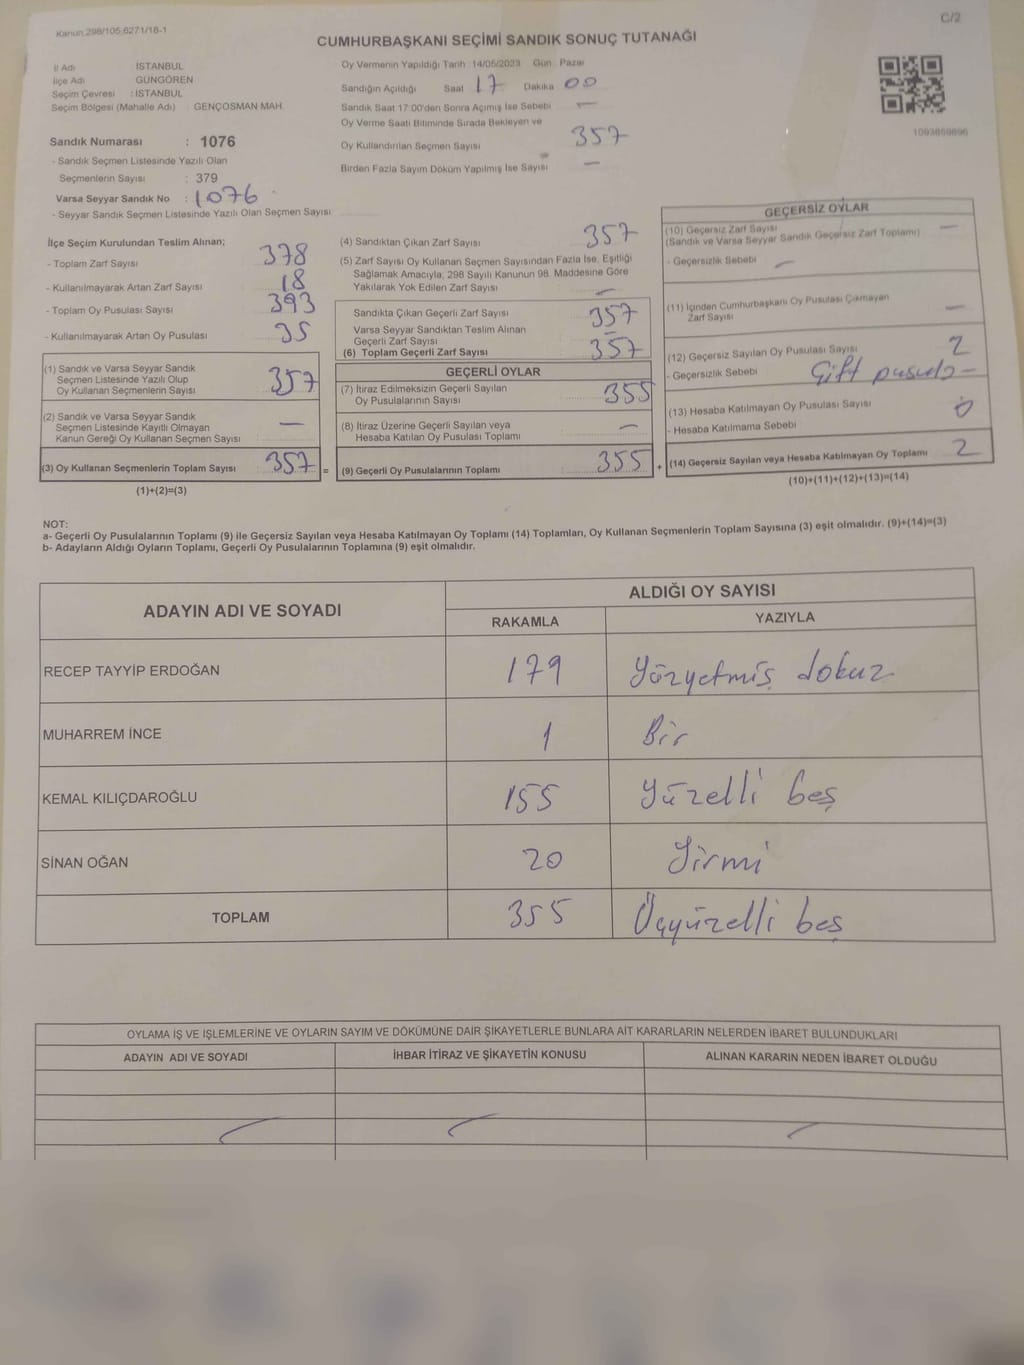 Kanun:298/105;6271/18-1
C/2
CUMHURBAŞKANI SEÇİMİ SANDIK SONUÇ TUTANAĞI
İl Adı : İSTANBUL
İlçe Adı : GÜNGÖREN
Seçim Çevresi : İSTANBUL
Seçim Bölgesi (Mahalle Adı) : GENÇOSMAN MAH.
Sandık Numarası : 1076
- Sandık Seçmen Listesinde Yazılı Olan
Seçmenlerin Sayısı : 379
Varsa Seyyar Sandık No : 1076
- Seyyar Sandık Seçmen Listesinde Yazılı Olan Seçmen Sayısı
Oy Vermenin Yapıldığı Tarih :14/05/2023 Gün : Pazar
Sandığın Açıldığı Saat 17 Dakika 00
Sandık Saat 17:00'den Sonra Açılmış İse Sebebi —
Oy Verme Saati Bitiminde Sırada Bekleyen ve
Oy Kullandırılan Seçmen Sayısı 357
Birden Fazla Sayım Döküm Yapılmış İse Sayısı —
1093859896
İlçe Seçim Kurulundan Teslim Alınan;
- Toplam Zarf Sayısı 378
- Kullanılmayarak Artan Zarf Sayısı 18
- Toplam Oy Pusulası Sayısı 393
- Kullanılmayarak Artan Oy Pusulası 35
(1) Sandık ve Varsa Seyyar Sandık
Seçmen Listesinde Yazılı Olup
Oy Kullanan Seçmenlerin Sayısı 357
(2) Sandık ve Varsa Seyyar Sandık
Seçmen Listesinde Kayıtlı Olmayan
Kanun Gereği Oy Kullanan Seçmen Sayısı —
(3) Oy Kullanan Seçmenlerin Toplam Sayısı 357 =
(1)+(2)=(3)
(4) Sandıktan Çıkan Zarf Sayısı 357
(5) Zarf Sayısı Oy Kullanan Seçmen Sayısından Fazla İse, Eşitliği
Sağlamak Amacıyla; 298 Sayılı Kanunun 98. Maddesine Göre
Yakılarak Yok Edilen Zarf Sayısı —
Sandıkta Çıkan Geçerli Zarf Sayısı 357
Varsa Seyyar Sandıktan Teslim Alınan
Geçerli Zarf Sayısı
(6) Toplam Geçerli Zarf Sayısı 357
GEÇERLİ OYLAR
(7) İtiraz Edilmeksizin Geçerli Sayılan
Oy Pusulalarının Sayısı 355
(8) İtiraz Üzerine Geçerli Sayılan veya
Hesaba Katılan Oy Pusulası Toplamı —
(9) Geçerli Oy Pusulalarının Toplamı 355 +
GEÇERSİZ OYLAR
(10) Geçersiz Zarf Sayısı —
(Sandık ve Varsa Seyyar Sandık Geçersiz Zarf Toplamı)
- Geçersizlik Sebebi —
(11) İçinden Cumhurbaşkanı Oy Pusulası Çıkmayan
Zarf Sayısı —
(12) Geçersiz Sayılan Oy Pusulası Sayısı 2
- Geçersizlik Sebebi Çift pusula -
(13) Hesaba Katılmayan Oy Pusulası Sayısı 0
- Hesaba Katılmama Sebebi
(14) Geçersiz Sayılan veya Hesaba Katılmayan Oy Toplamı 2
(10)+(11)+(12)+(13)=(14)
NOT:
a- Geçerli Oy Pusulalarının Toplamı (9) ile Geçersiz Sayılan veya Hesaba Katılmayan Oy Toplamı (14) Toplamları, Oy Kullanan Seçmenlerin Toplam Sayısına (3) eşit olmalıdır. (9)+(14)=(3)
b- Adayların Aldığı Oyların Toplamı, Geçerli Oy Pusulalarının Toplamına (9) eşit olmalıdır.
ADAYIN ADI VE SOYADI
ALDIĞI OY SAYISI
RAKAMLA YAZIYLA
RECEP TAYYİP ERDOĞAN 179 Yüzyetmiş dokuz
MUHARREM İNCE 1 Bir
KEMAL KILIÇDAROĞLU 155 Yüzelli beş
SİNAN OĞAN 20 Yirmi
TOPLAM 355 Üçyüzelli beş
OYLAMA İŞ VE İŞLEMLERİNE VE OYLARIN SAYIM VE DÖKÜMÜNE DAİR ŞİKAYETLERLE BUNLARA AİT KARARLARIN NELERDEN İBARET BULUNDUKLARI
ADAYIN ADI VE SOYADI İHBAR İTİRAZ VE ŞİKAYETİN KONUSU ALINAN KARARIN NEDEN İBARET OLDUĞU